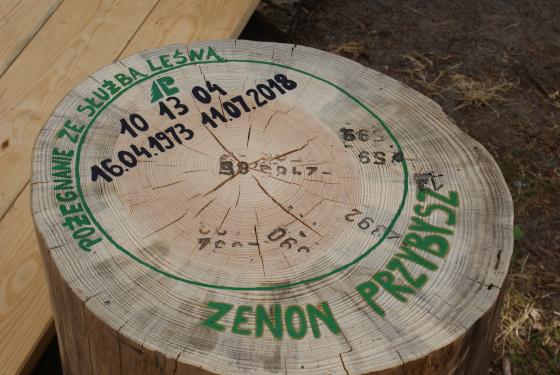 POŻEGNANIE ZE SŁUŻBĄ LEŚNĄ
10 13 04
16.04.1973 11.07.2018
ZENON PRZYBYSZ